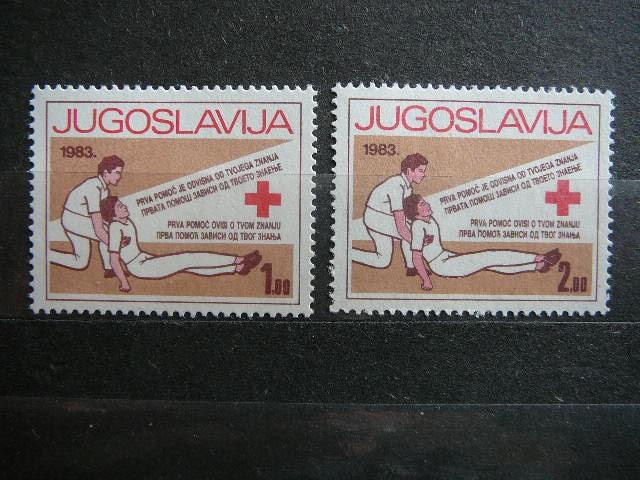 JUGOSLAVIJA
1983.
PRVA POMOČ JE ODVISNA OD TVOJEGA ZNANJA
ПРВАТА ПОМОШ ЗАВИСИ ОД ТВОЕТО ЗНАЕЊЕ
PRVA POMOĆ OVISI O TVOM ZNANJU
ПРВА ПОМОЋ ЗАВИСИ ОД ТВОГ ЗНАЊА
1.00
JUGOSLAVIJA
1983.
PRVA POMOČ JE ODVISNA OD TVOJEGA ZNANJA
ПРВАТА ПОМОШ ЗАВИСИ ОД ТВОЕТО ЗНАЕЊЕ
PRVA POMOĆ OVISI O TVOM ZNANJU
ПРВА ПОМОЋ ЗАВИСИ ОД ТВОГ ЗНАЊА
2.00